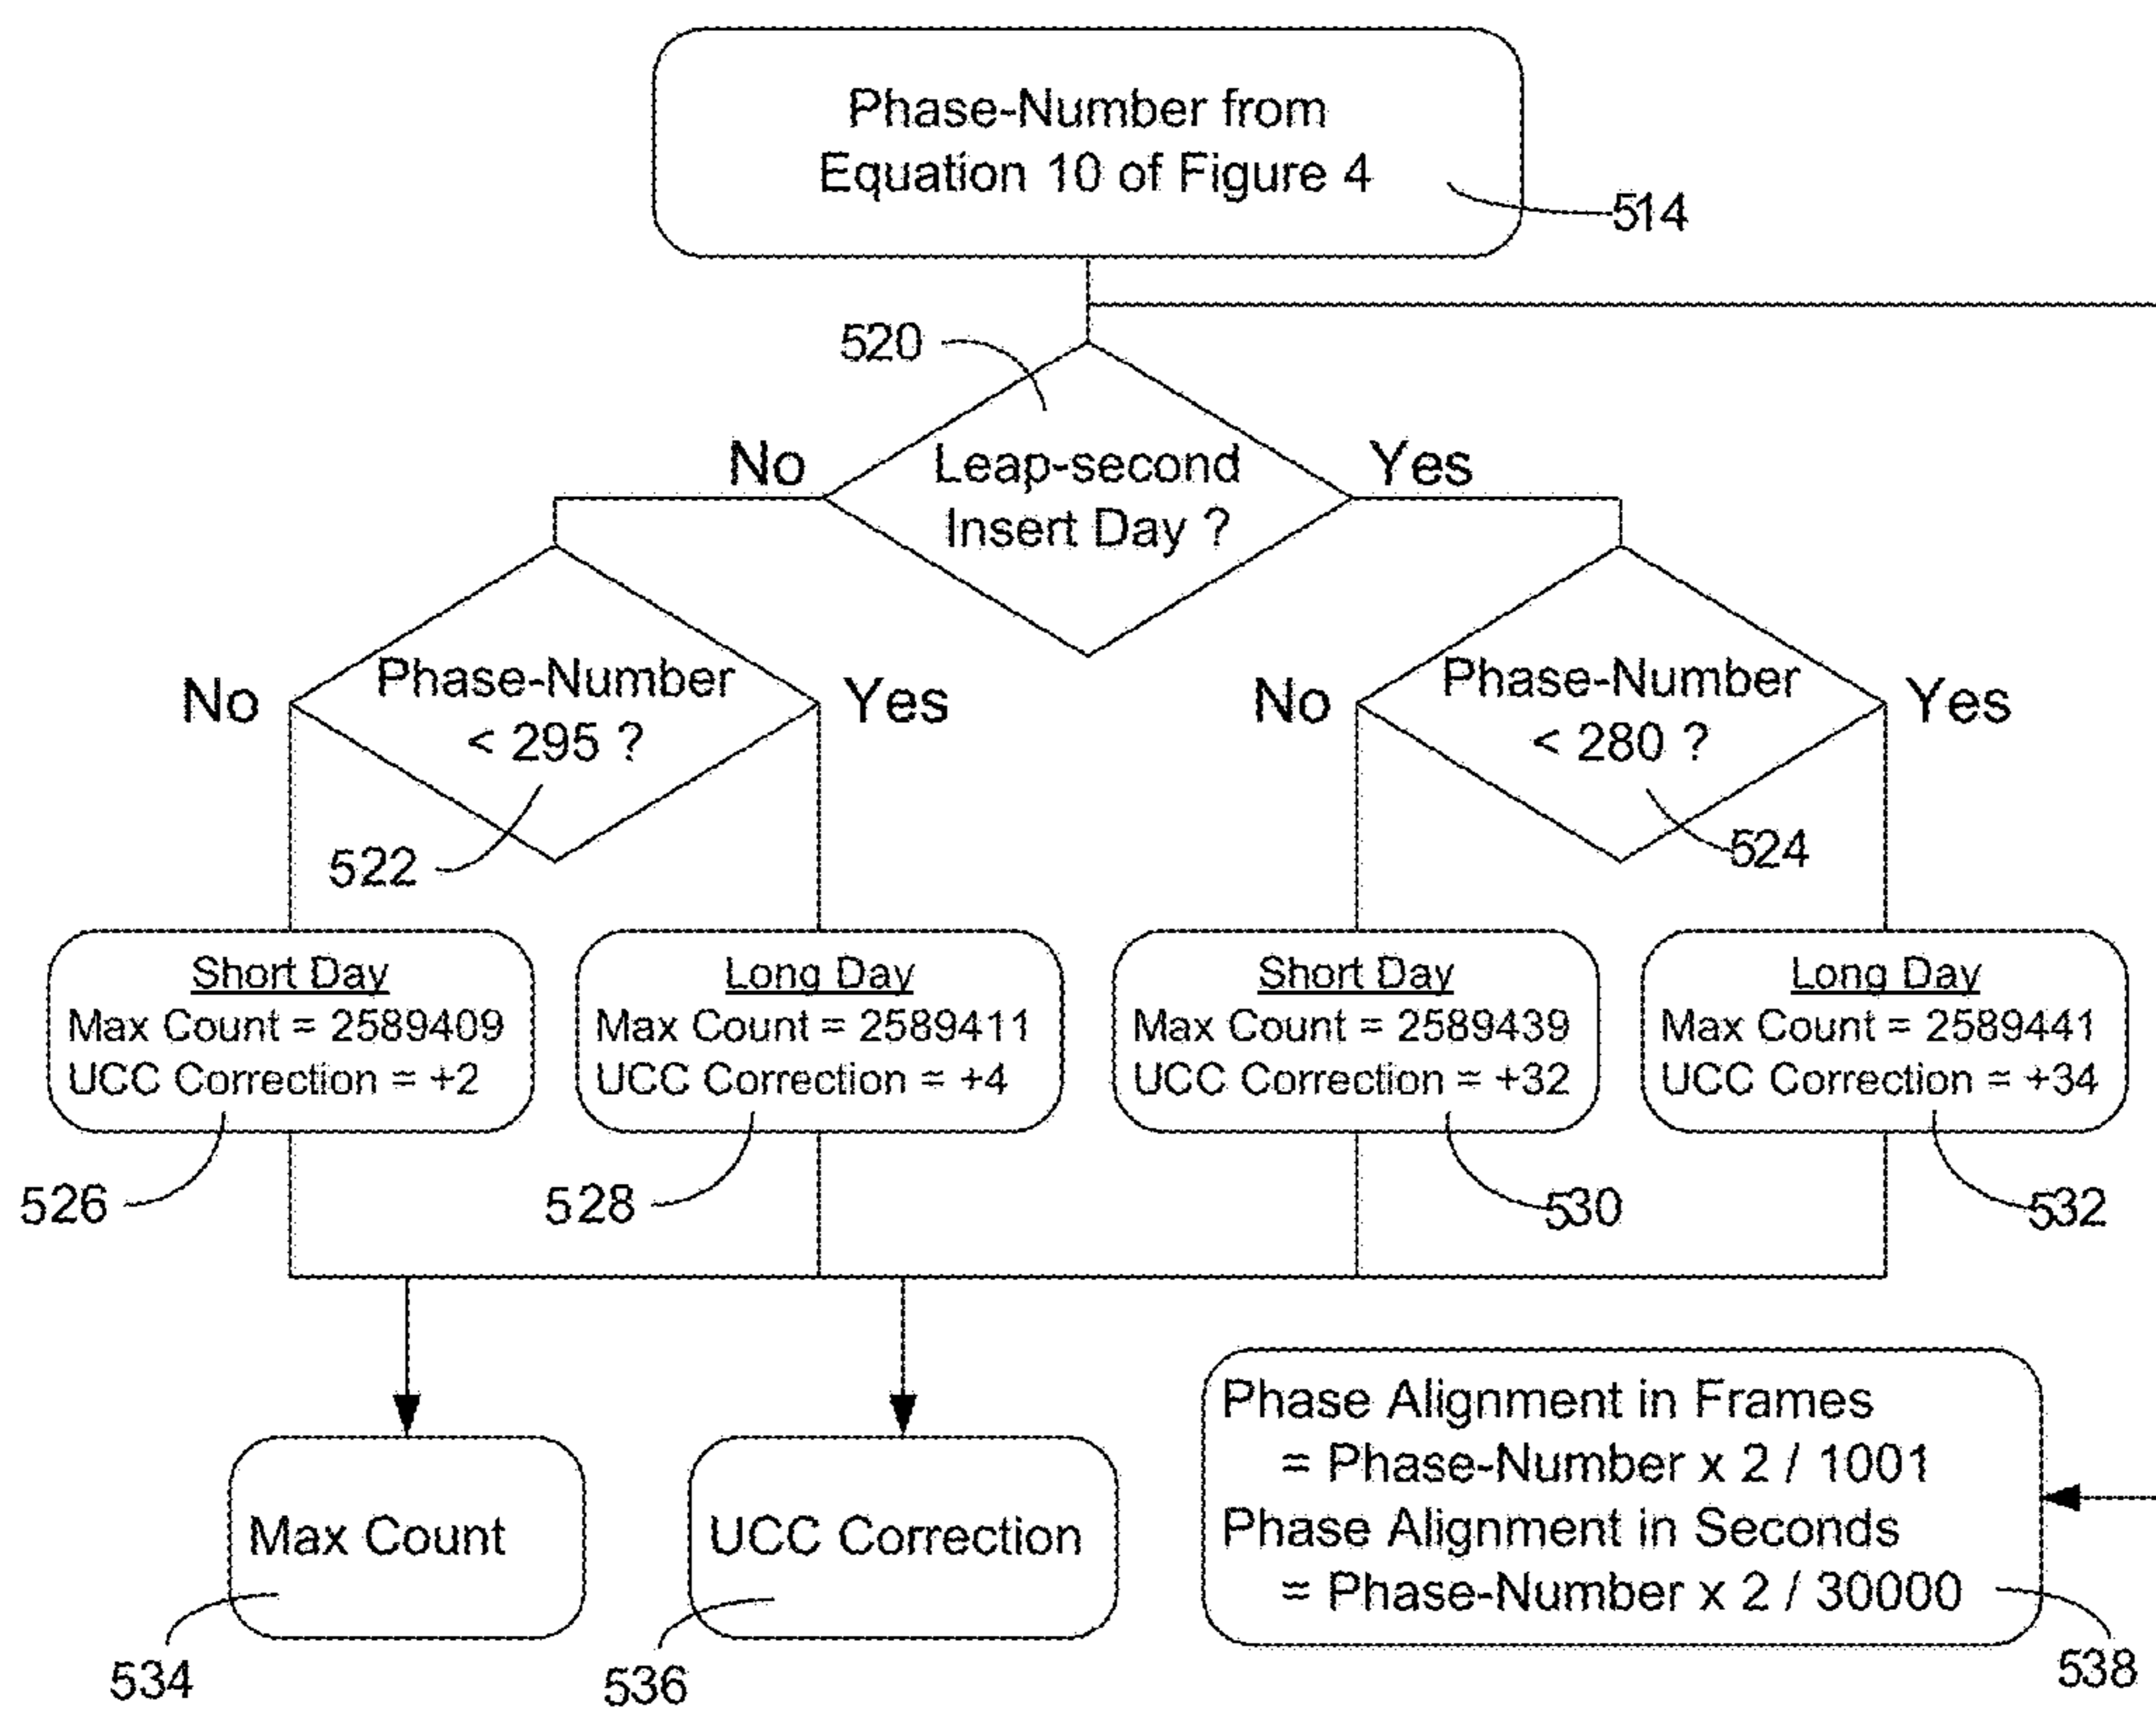 Phase-Number from
Equation 10 of Figure 4
514
520
No
Leap-second
Insert Day ?
Yes
No
Phase-Number
< 295 ?
Yes
522
No
Phase-Number
< 280 ?
Yes
524
Short Day
Max Count = 2589409
UCC Correction = +2
526
Long Day
Max Count = 2589411
UCC Correction = +4
528
Short Day
Max Count = 2589439
UCC Correction = +32
530
Long Day
Max Count = 2589441
UCC Correction = +34
532
Max Count
534
UCC Correction
536
Phase Alignment in Frames
= Phase-Number x 2 / 1001
Phase Alignment in Seconds
= Phase-Number x 2 / 30000
538